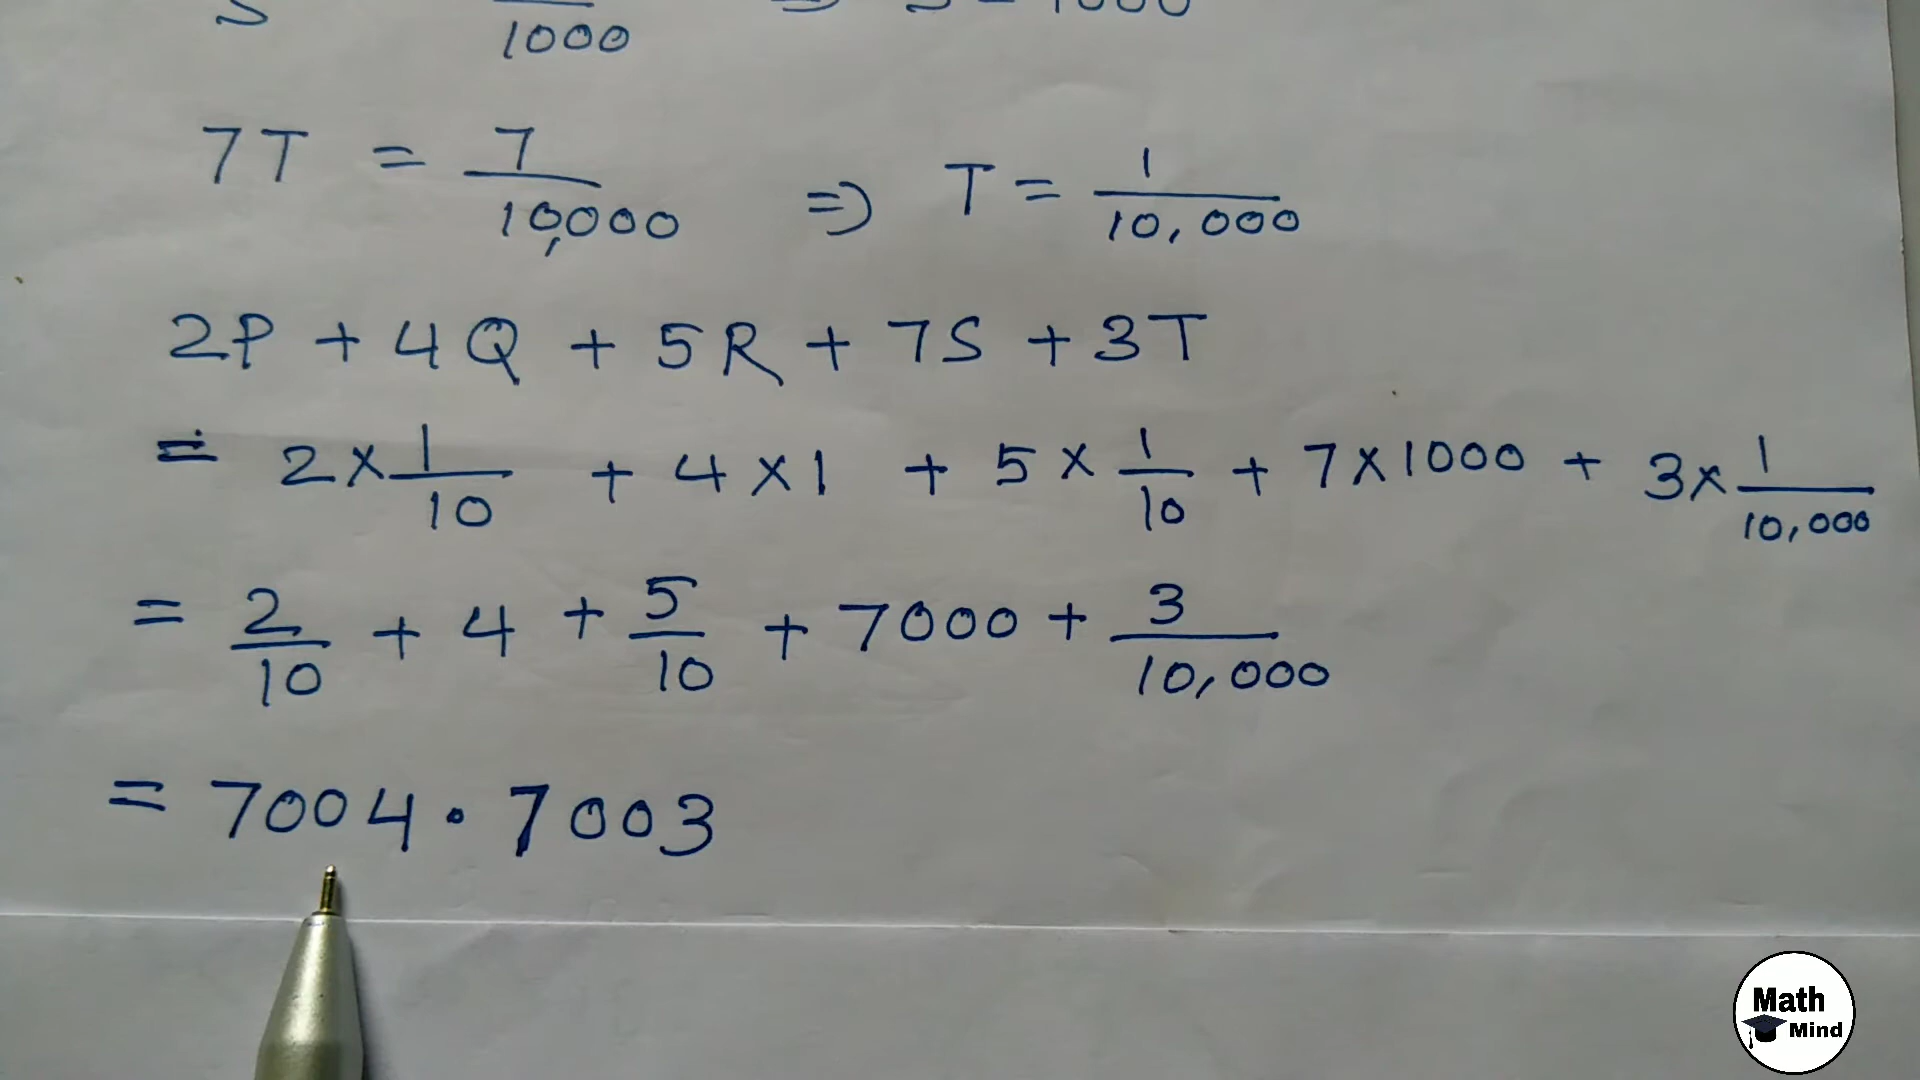 1000
7T = 7/10,000 ⇒ T = 1/10,000
2P + 4Q + 5R + 7S + 3T
= 2 × 1/10 + 4 × 1 + 5 × 1/10 + 7 × 1000 + 3 × 1/10,000
= 2/10 + 4 + 5/10 + 7000 + 3/10,000
= 7004.7003
Math
Mind